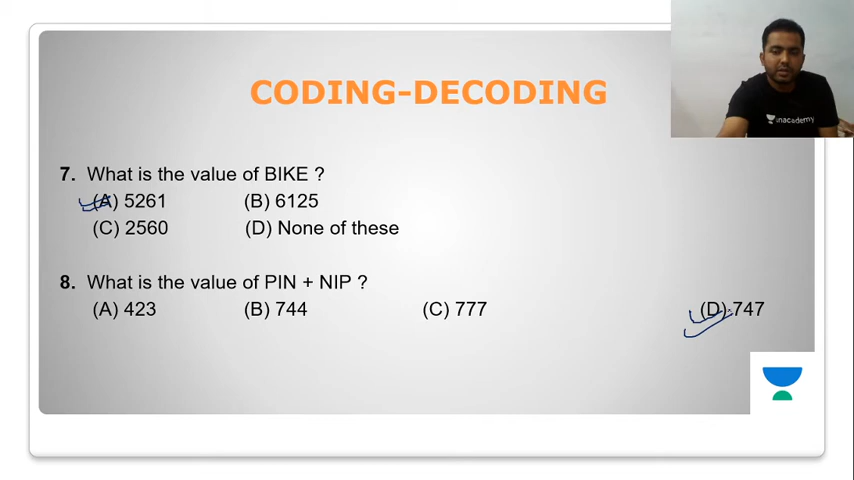 CODING-DECODING
inacademy
7. What is the value of BIKE ?
(A) 5261 (B) 6125
(C) 2560 (D) None of these
8. What is the value of PIN + NIP ?
(A) 423 (B) 744 (C) 777 (D) 747